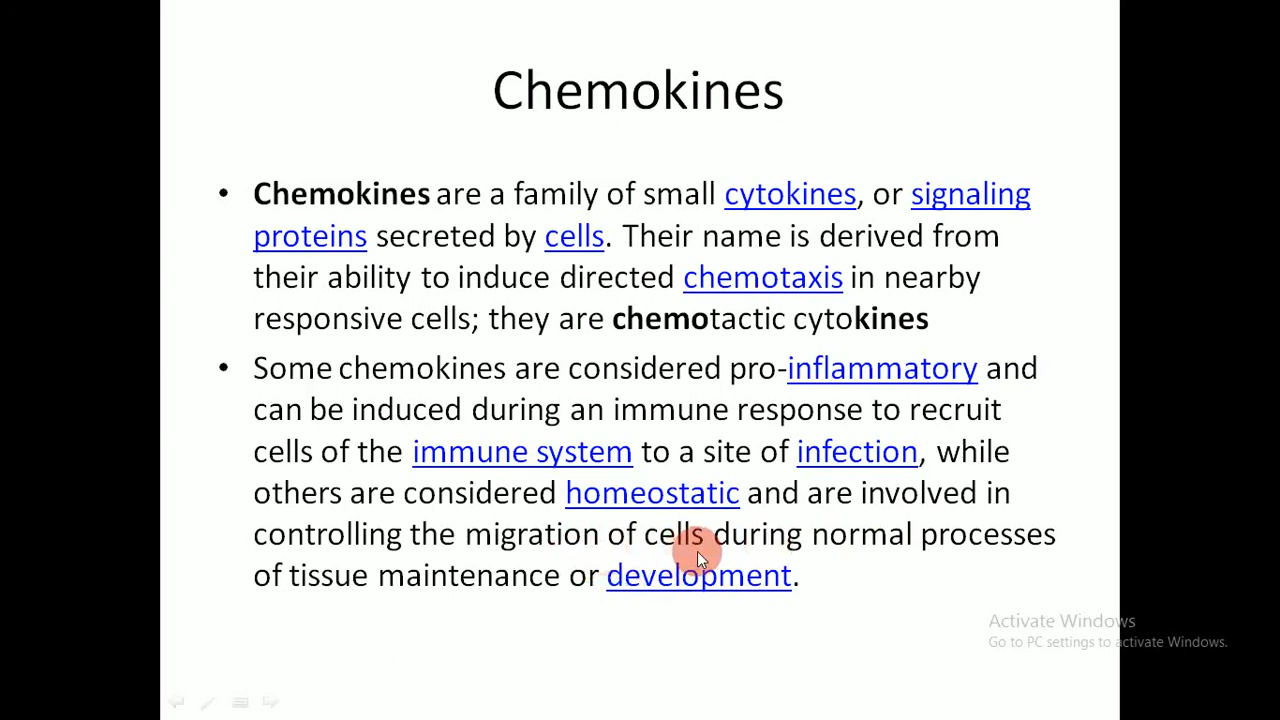 Chemokines
• Chemokines are a family of small cytokines, or signaling
proteins secreted by cells. Their name is derived from
their ability to induce directed chemotaxis in nearby
responsive cells; they are chemotactic cytokines
• Some chemokines are considered pro-inflammatory and
can be induced during an immune response to recruit
cells of the immune system to a site of infection, while
others are considered homeostatic and are involved in
controlling the migration of cells during normal processes
of tissue maintenance or development.
Activate Windows
Go to PC settings to activate Windows.